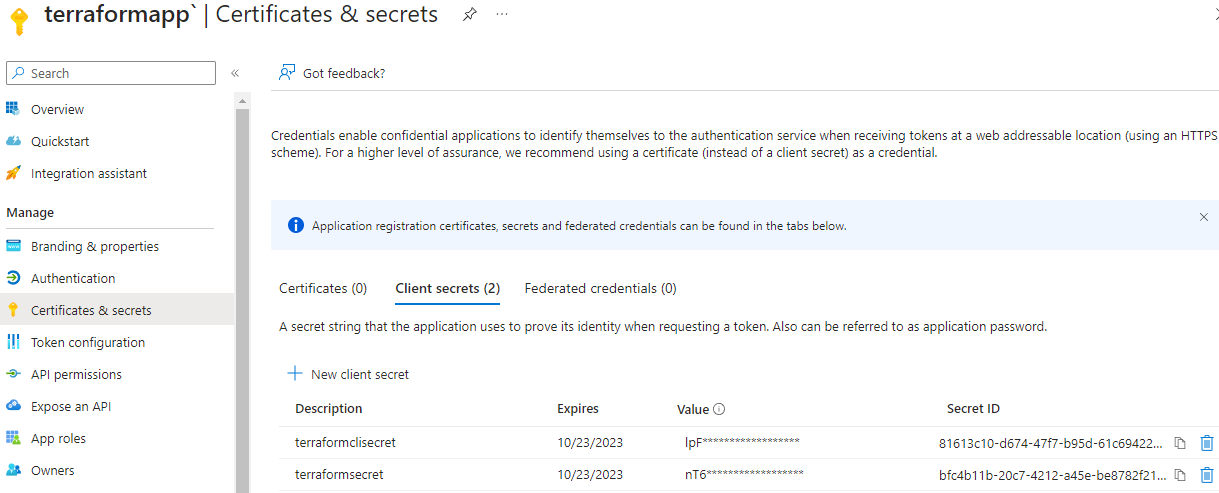 terraformapp` | Certificates & secrets
Search
Overview
Quickstart
Integration assistant
Manage
Branding & properties
Authentication
Certificates & secrets
Token configuration
API permissions
Expose an API
App roles
Owners
Got feedback?
Credentials enable confidential applications to identify themselves to the authentication service when receiving tokens at a web addressable location (using an HTTPS
scheme). For a higher level of assurance, we recommend using a certificate (instead of a client secret) as a credential.
Application registration certificates, secrets and federated credentials can be found in the tabs below.
Certificates (0) Client secrets (2) Federated credentials (0)
A secret string that the application uses to prove its identity when requesting a token. Also can be referred to as application password.
New client secret
Description Expires Value Secret ID
terraformclisecret 10/23/2023 lpF****************** 81613c10-d674-47f7-b95d-61c69422...
terraformsecret 10/23/2023 nT6****************** bfc4b11b-20c7-4212-a45e-be8782f21...